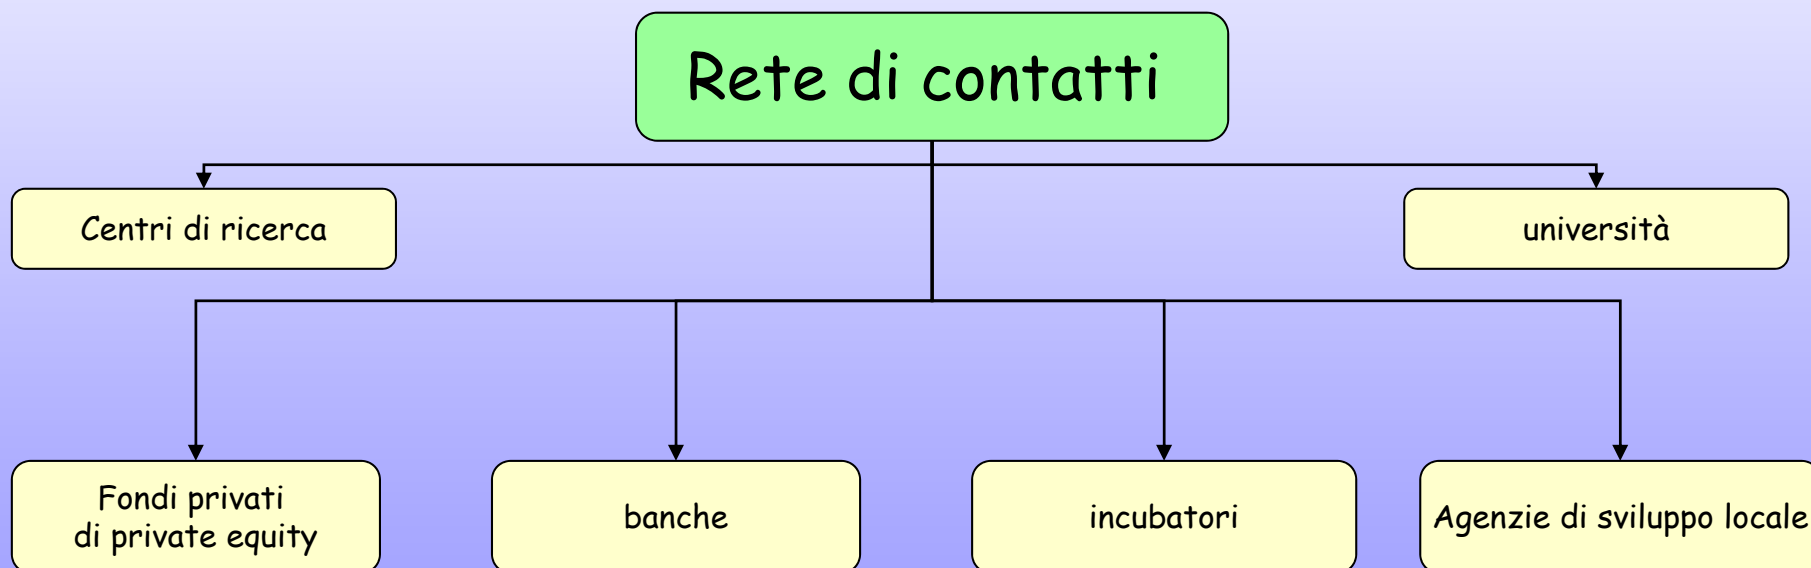 Rete di contatti
Centri di ricerca
università
Fondi privati
di private equity
banche
incubatori
Agenzie di sviluppo locale